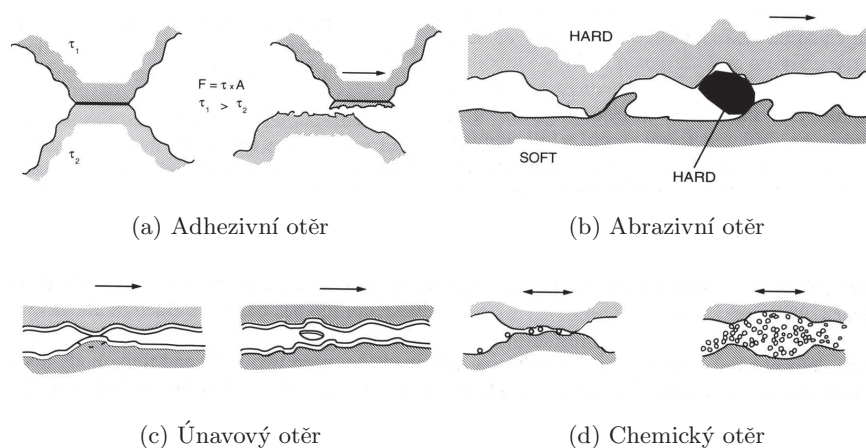 τ1
F = τ x A
τ1 > τ2
τ2
HARD
SOFT
HARD
(a) Adhezivní otěr
(b) Abrazivní otěr
(c) Únavový otěr
(d) Chemický otěr